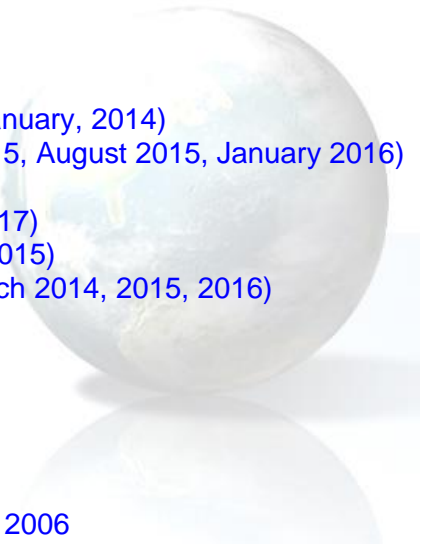 nuary, 2014)
5, August 2015, January 2016)
17)
015)
ch 2014, 2015, 2016)
2006